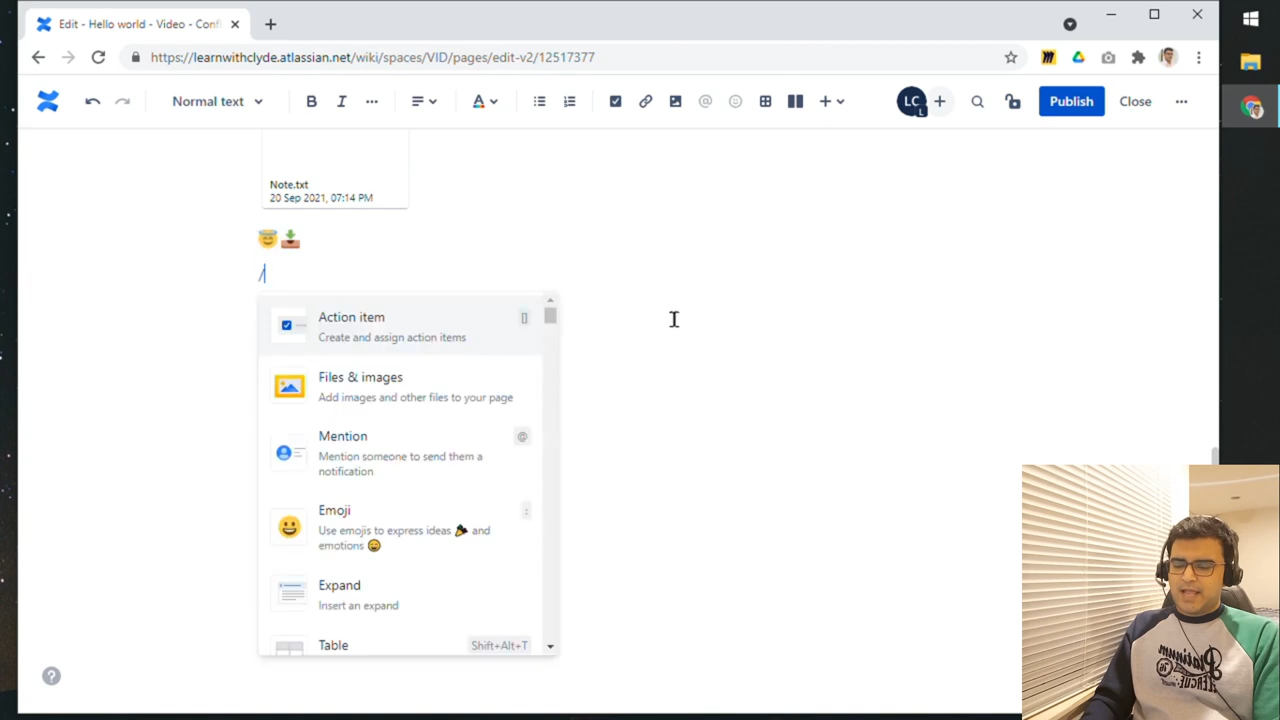 Edit - Hello world - Video - Conf
https://learnwithclyde.atlassian.net/wiki/spaces/VID/pages/edit-v2/12517377
Normal text
B I ... A @ + LC L + Publish Close ...
Note.txt
20 Sep 2021, 07:14 PM
/
Action item []
Create and assign action items
Files & images
Add images and other files to your page
Mention @
Mention someone to send them a
notification
Emoji :
Use emojis to express ideas 🎉 and
emotions 😄
Expand
Insert an expand
Table Shift+Alt+T
?